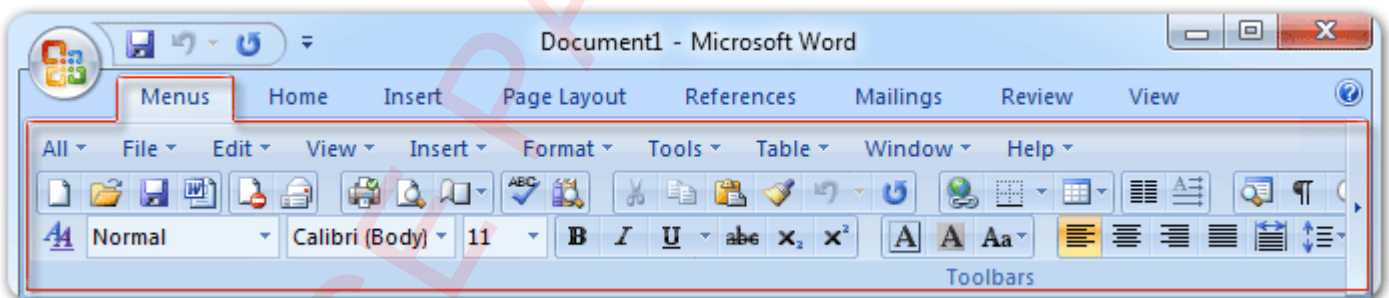 Document1 - Microsoft Word
Menus Home Insert Page Layout References Mailings Review View
All File Edit View Insert Format Tools Table Window Help
ABC
Normal Calibri (Body) 11 B I U abc x₂ x² A A Aa
Toolbars